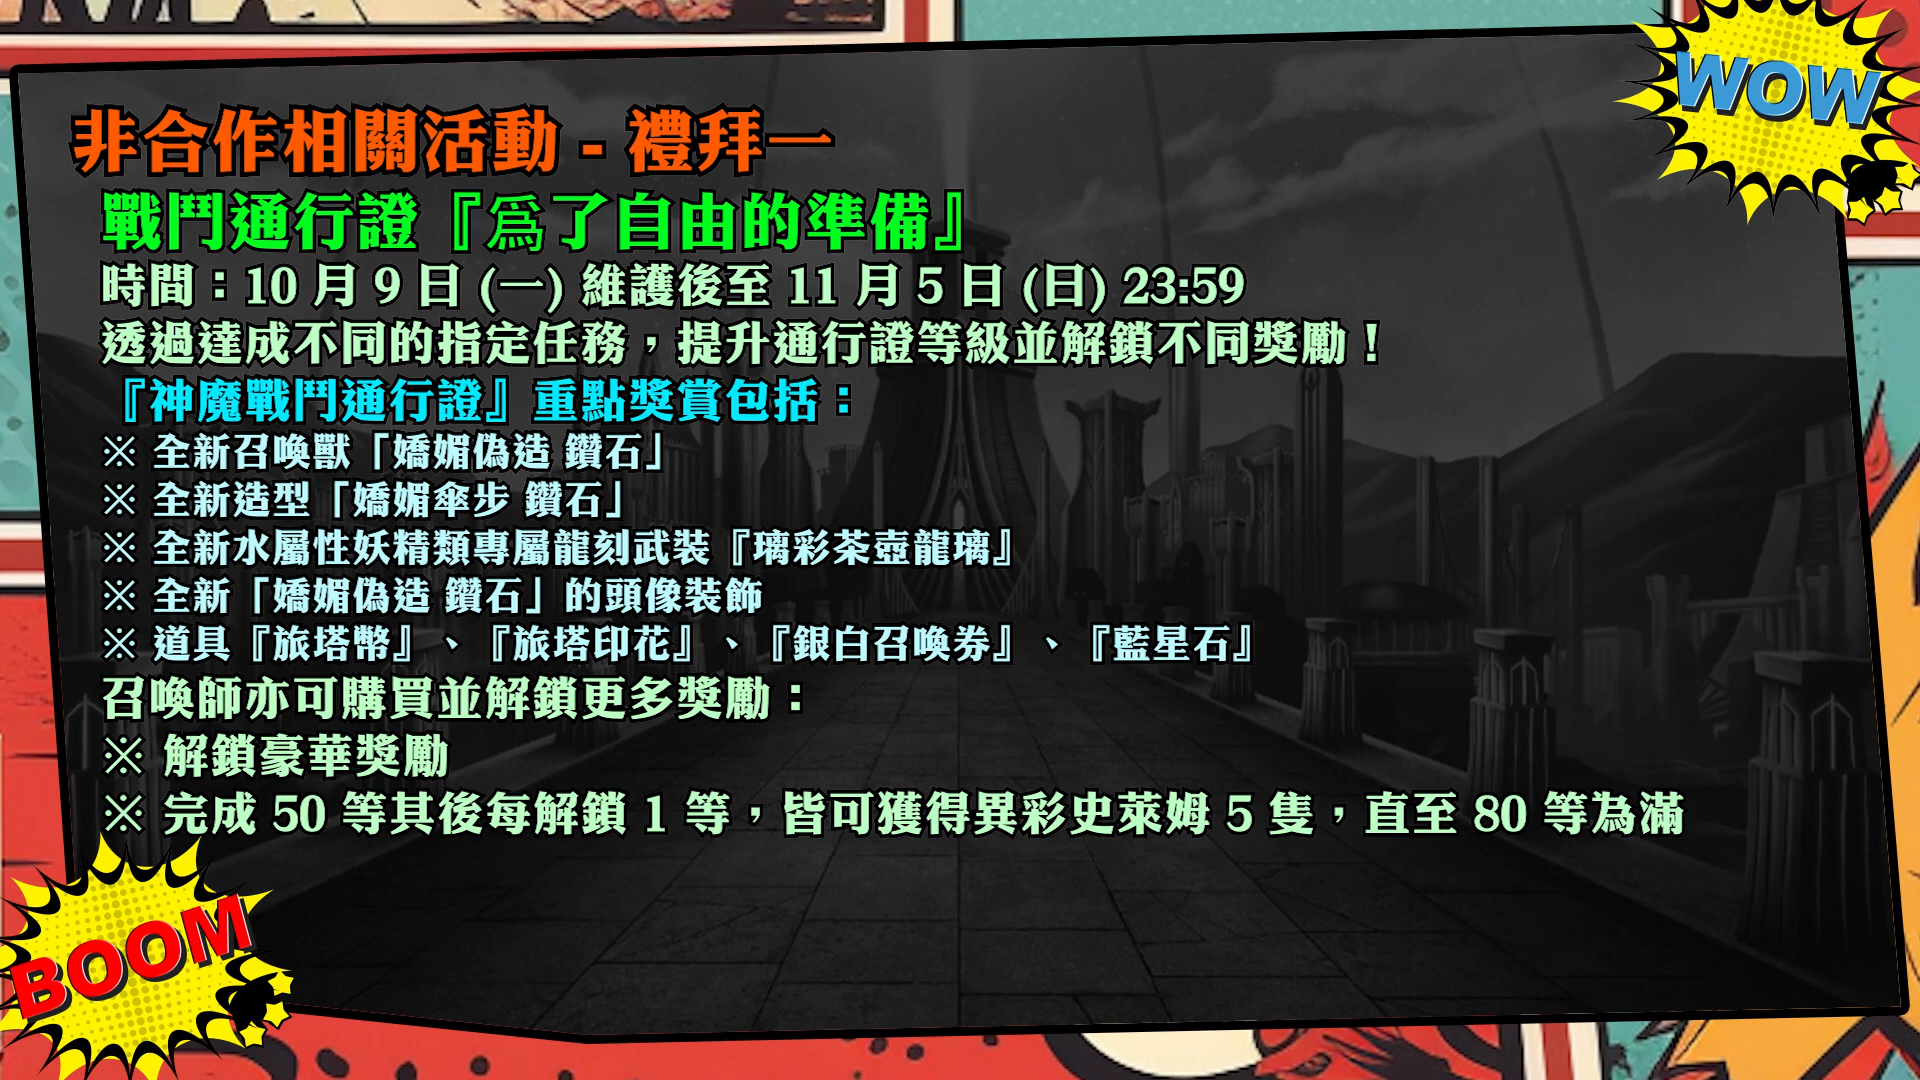 WOW
非合作相關活動 - 禮拜一
戰鬥通行證『為了自由的準備』
時間：10 月 9 日 (一) 維護後至 11 月 5 日 (日) 23:59
透過達成不同的指定任務，提升通行證等級並解鎖不同獎勵！
『神魔戰鬥通行證』重點獎賞包括：
※ 全新召喚獸「嬌媚偽造 鑽石」
※ 全新造型「嬌媚傘步 鑽石」
※ 全新水屬性妖精類專屬龍刻武裝『璃彩茶壺龍璃』
※ 全新「嬌媚偽造 鑽石」的頭像裝飾
※ 道具『旅塔幣』、『旅塔印花』、『銀白召喚券』、『藍星石』
召喚師亦可購買並解鎖更多獎勵：
※ 解鎖豪華獎勵
※ 完成 50 等其後每解鎖 1 等，皆可獲得異彩史萊姆 5 隻，直至 80 等為滿
BOOM